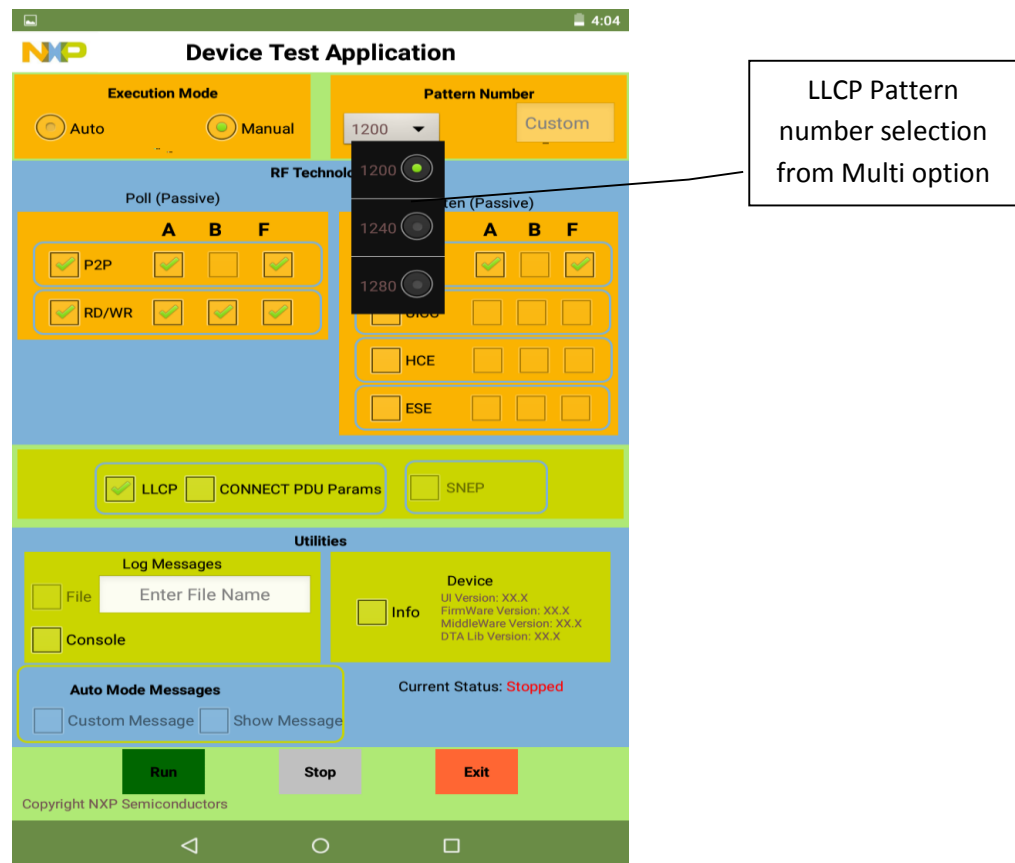 4:04
NXP
Device Test Application
Execution Mode
Auto
Manual
Pattern Number
1200
Custom
1200
1240
1280
LLCP Pattern
number selection
from Multi option
RF Technolo
Poll (Passive)
ten (Passive)
A B F
P2P
RD/WR
A B F
HCE
ESE
LLCP
CONNECT PDU Params
SNEP
Utilities
Log Messages
File
Enter File Name
Console
Device
Info
UI Version: XX.X
FirmWare Version: XX.X
MiddleWare Version: XX.X
DTA Lib Version: XX.X
Auto Mode Messages
Custom Message
Show Message
Current Status: Stopped
Run
Stop
Exit
Copyright NXP Semiconductors